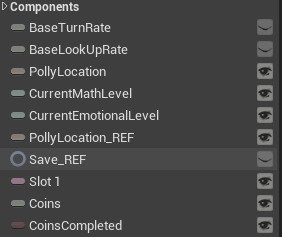 Components
BaseTurnRate
BaseLookUpRate
PollyLocation
CurrentMathLevel
CurrentEmotionalLevel
PollyLocation_REF
Save_REF
Slot 1
Coins
CoinsCompleted